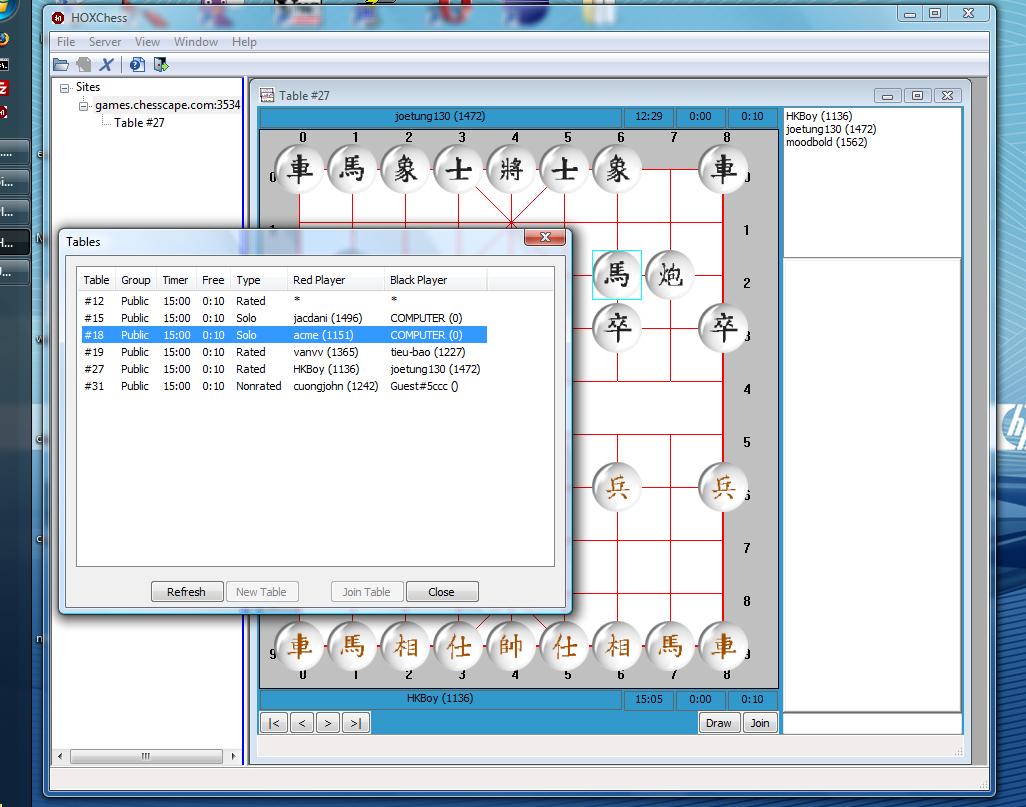 HOXChess
File Server View Window Help
Sites
games.chesscape.com:3534
Table #27
Table #27
joetung130 (1472) 12:29 0:00 0:10
HKBoy (1136)
joetung130 (1472)
moodbold (1562)
0 1 2 3 4 5 6 7 8
0 車 馬 象 士 將 士 象 車
1
馬 炮 2
卒 卒 3
4
5
兵 兵 6
7
8
9 車 馬 相 仕 帥 仕 相 馬 車 9
0 1 2 3 4 5 6 7 8
HKBoy (1136) 15:05 0:00 0:10
|< < > >| Draw Join
Tables
Table Group Timer Free Type Red Player Black Player
#12 Public 15:00 0:10 Rated * *
#15 Public 15:00 0:10 Solo jacdani (1496) COMPUTER (0)
#18 Public 15:00 0:10 Solo acme (1151) COMPUTER (0)
#19 Public 15:00 0:10 Rated vanvv (1365) tieu-bao (1227)
#27 Public 15:00 0:10 Rated HKBoy (1136) joetung130 (1472)
#31 Public 15:00 0:10 Nonrated cuongjohn (1242) Guest#5ccc ()
Refresh New Table Join Table Close
hp